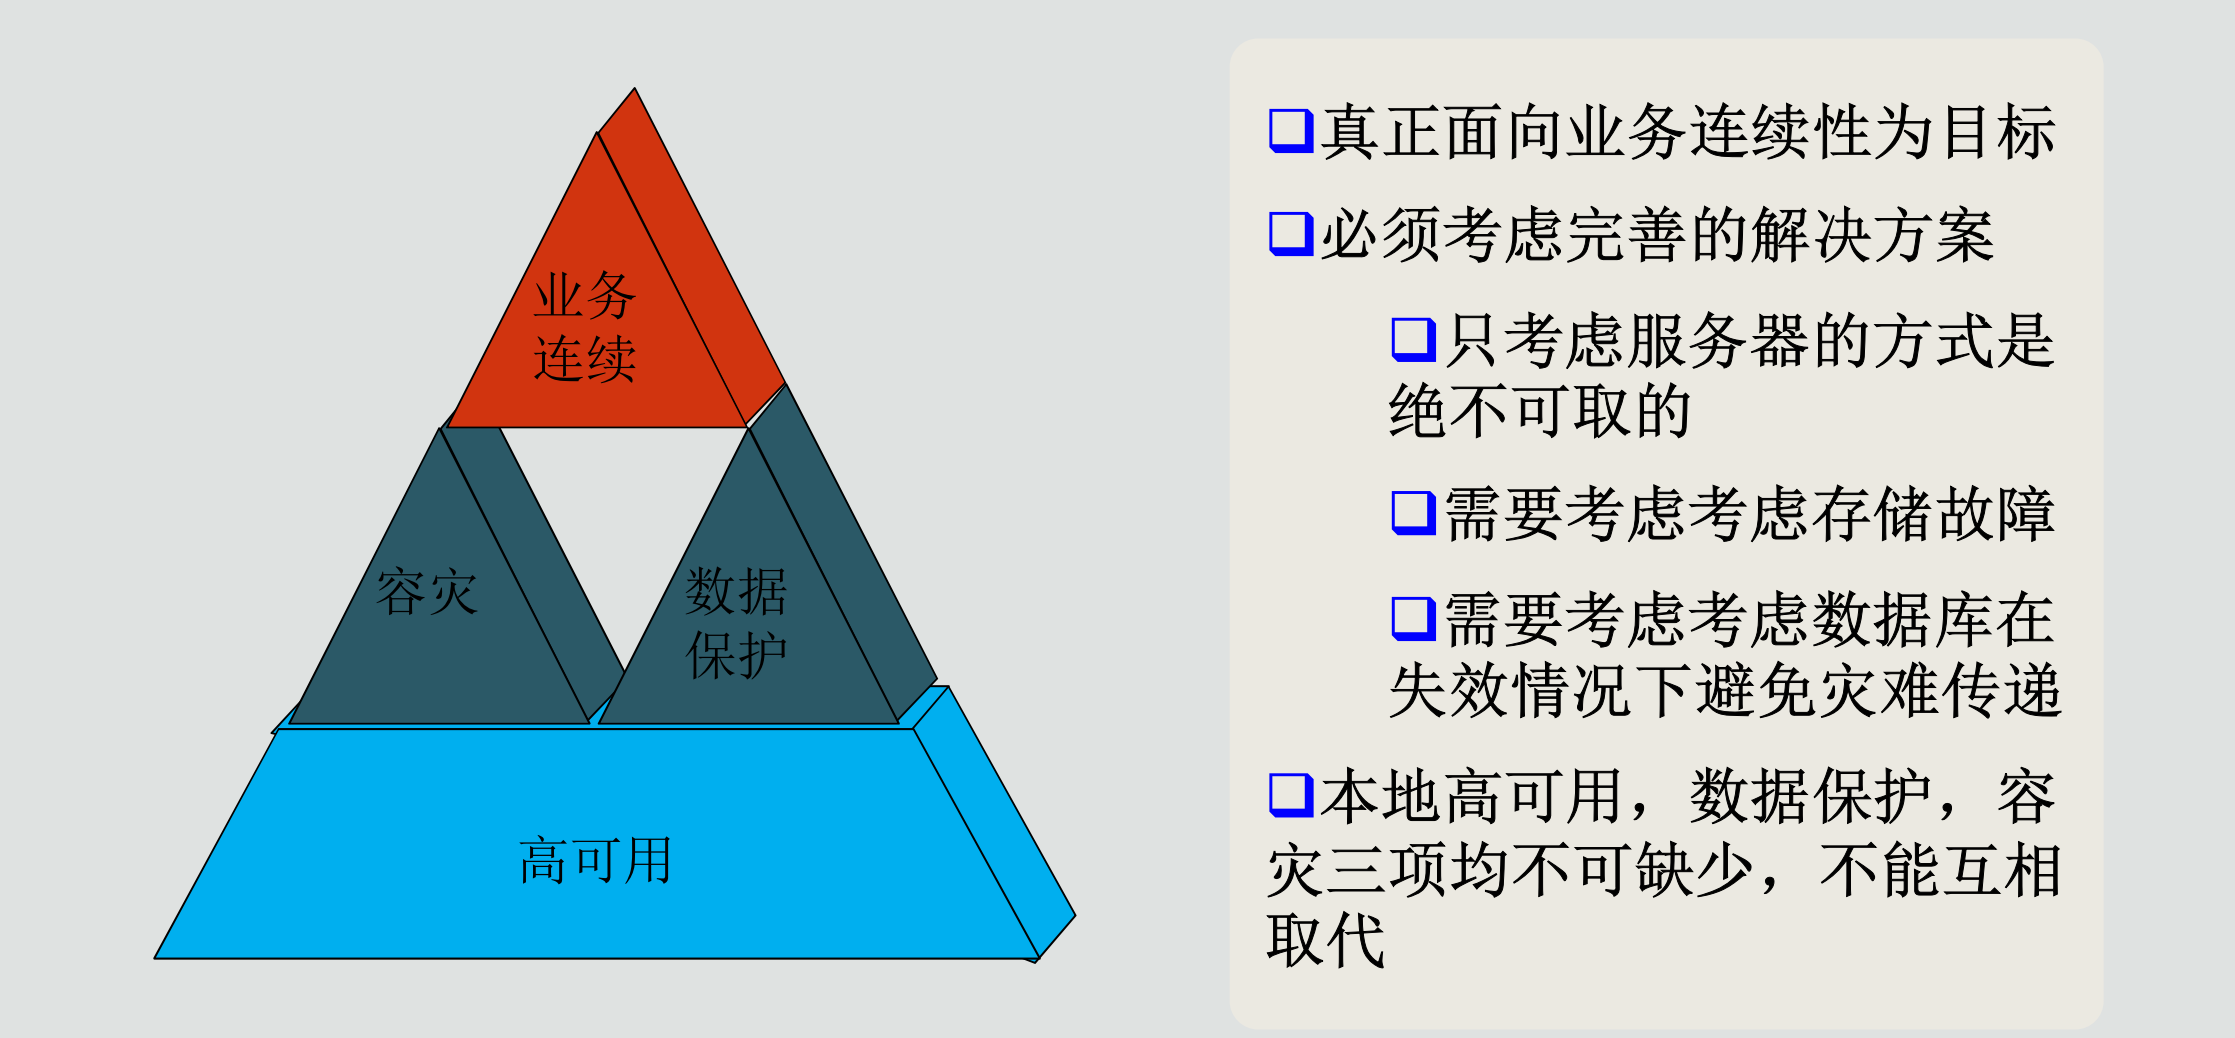 业务
连续
容灾
数据
保护
高可用
❑真正面向业务连续性为目标
❑必须考虑完善的解决方案
❑只考虑服务器的方式是
绝不可取的
❑需要考虑考虑存储故障
❑需要考虑考虑数据库在
失效情况下避免灾难传递
❑本地高可用，数据保护，容
灾三项均不可缺少，不能互相
取代